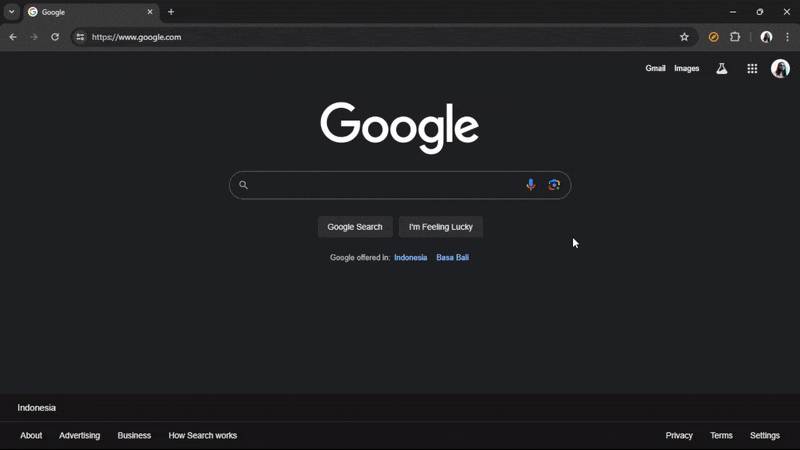 Google
https://www.google.com
Gmail Images
Google
Google Search I'm Feeling Lucky
Google offered in: Indonesia Basa Bali
Indonesia
About Advertising Business How Search works Privacy Terms Settings